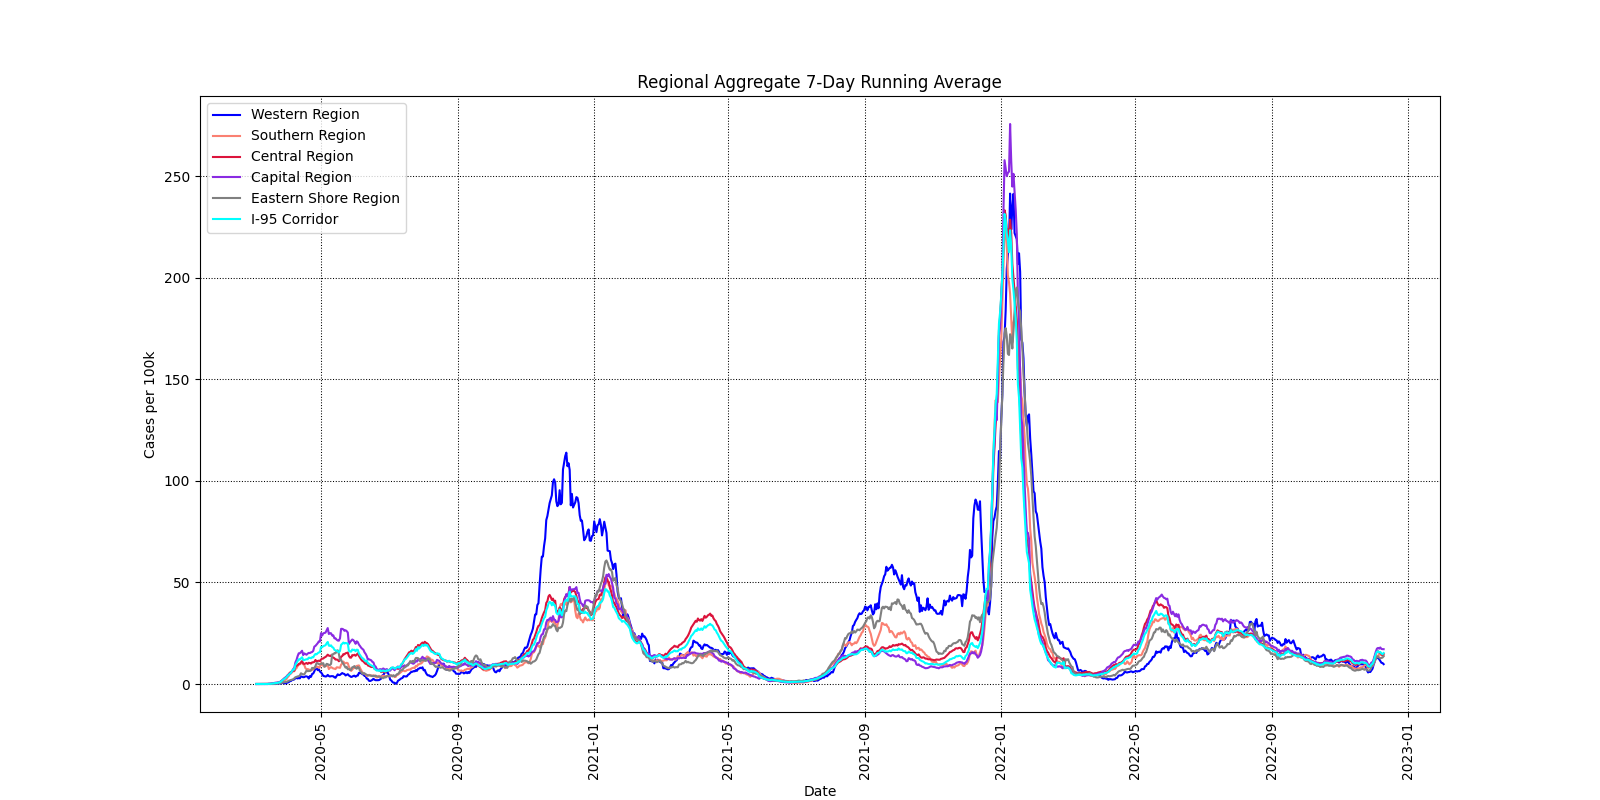 Regional Aggregate 7-Day Running Average
Western Region
Southern Region
Central Region
Capital Region
Eastern Shore Region
I-95 Corridor
Cases per 100k
250
200
150
100
50
0
2020-05
2020-09
2021-01
2021-05
2021-09
2022-01
2022-05
2022-09
2023-01
Date